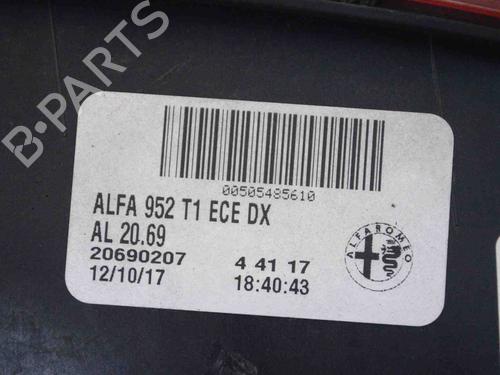 B-PARTS
00505485610
ALFA 952 T1 ECE DX
AL 20.69
20690207 4 41 17
12/10/17 18:40:43
ALFA ROMEO